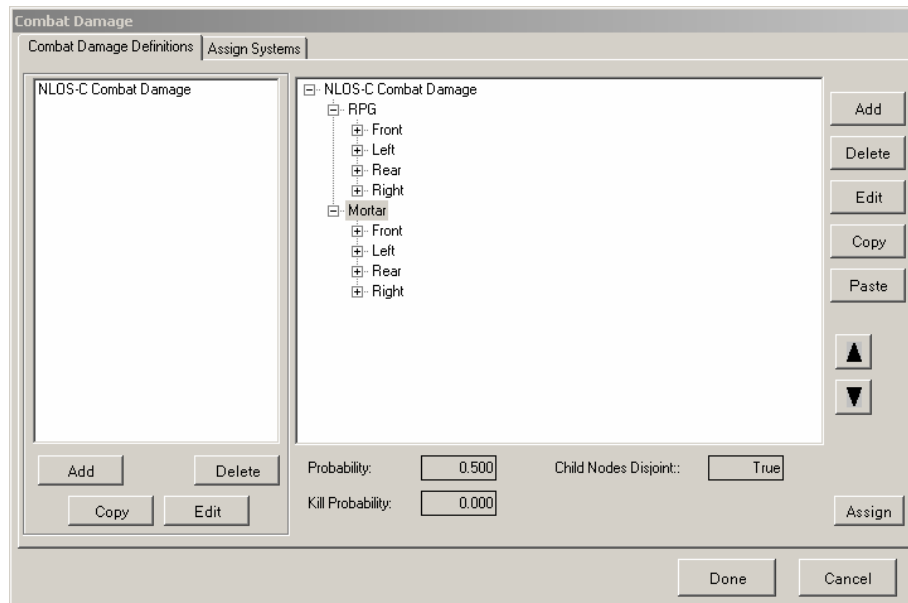 Combat Damage
Combat Damage Definitions Assign Systems
NLOS-C Combat Damage
Add Delete
Copy Edit
NLOS-C Combat Damage
RPG
Front
Left
Rear
Right
Mortar
Front
Left
Rear
Right
Probability: 0.500 Child Nodes Disjoint:: True
Kill Probability: 0.000
Add
Delete
Edit
Copy
Paste
Assign
Done Cancel